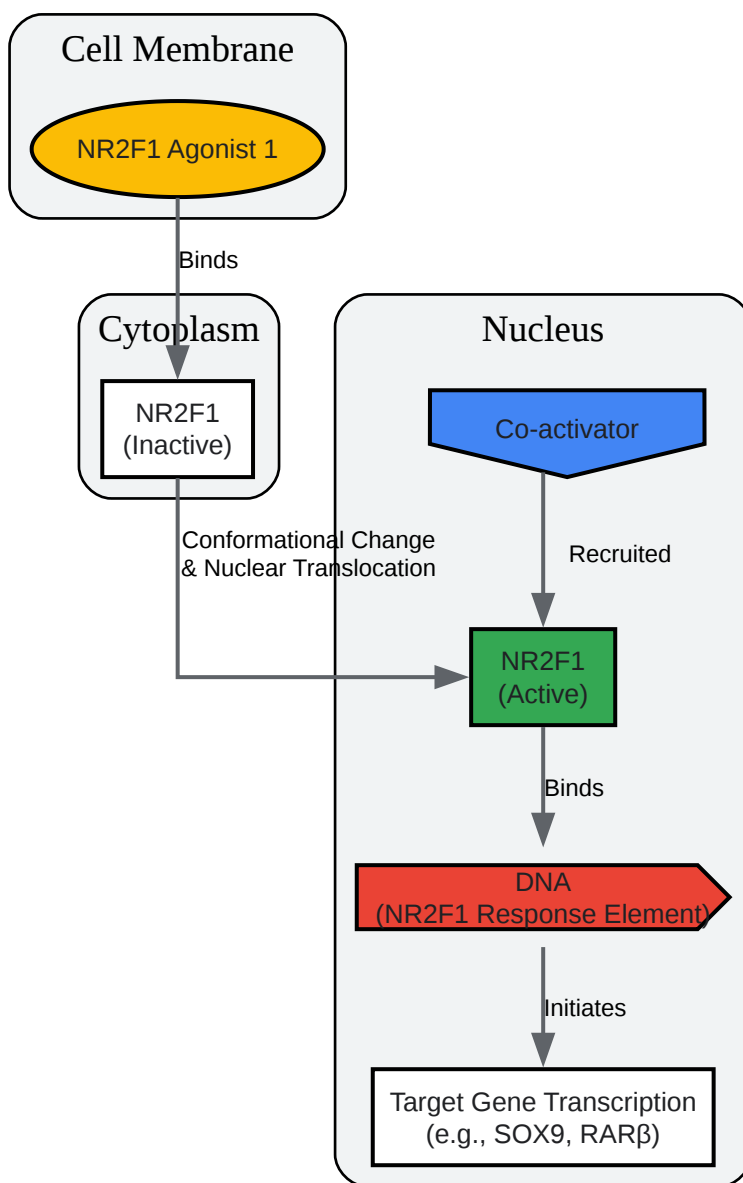 Cell Membrane
NR2F1 Agonist 1
Binds
Cytoplasm
NR2F1
(Inactive)
Conformational Change
& Nuclear Translocation
Nucleus
Co-activator
Recruited
NR2F1
(Active)
Binds
DNA
(NR2F1 Response Element)
Initiates
Target Gene Transcription
(e.g., SOX9, RARβ)